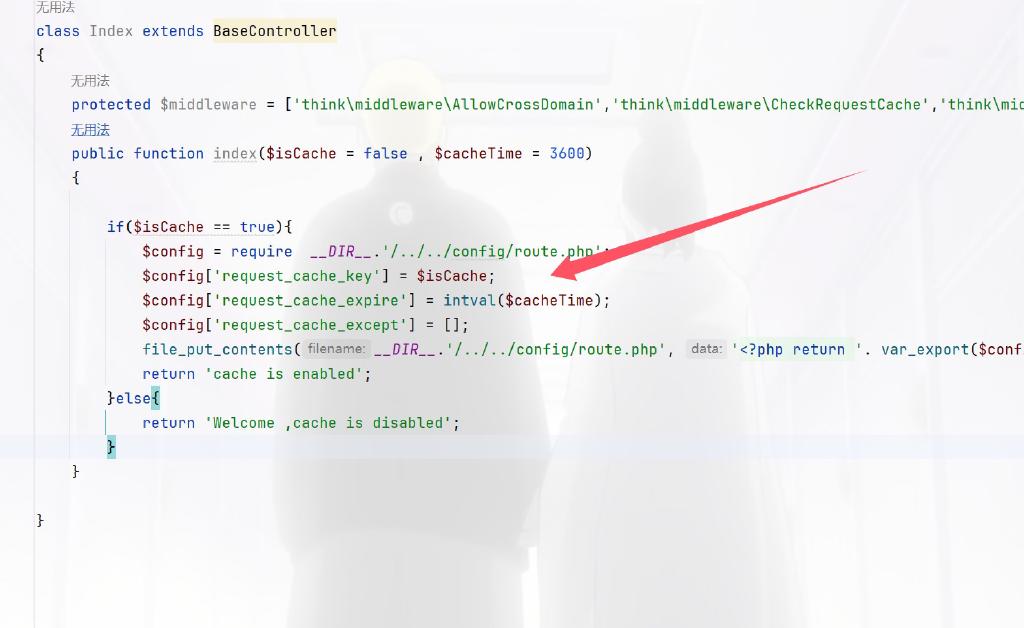 无用法
class Index extends BaseController
{
无用法
protected $middleware = ['think\middleware\AllowCrossDomain','think\middleware\CheckRequestCache','think\mid
无用法
public function index($isCache = false , $cacheTime = 3600)
{
if($isCache == true){
$config = require  __DIR__.'/../../config/route.php';
$config['request_cache_key'] = $isCache;
$config['request_cache_expire'] = intval($cacheTime);
$config['request_cache_except'] = [];
file_put_contents( filename: __DIR__.'/../../config/route.php', data: '<?php return '. var_export($conf
return 'cache is enabled';
}else{
return 'Welcome ,cache is disabled';
}
}
}